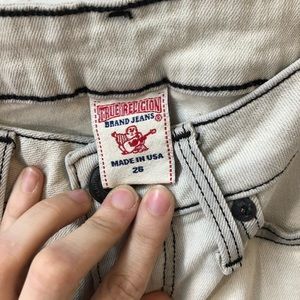 TRUE RELIGION®
BRAND JEANS
MADE IN USA
26